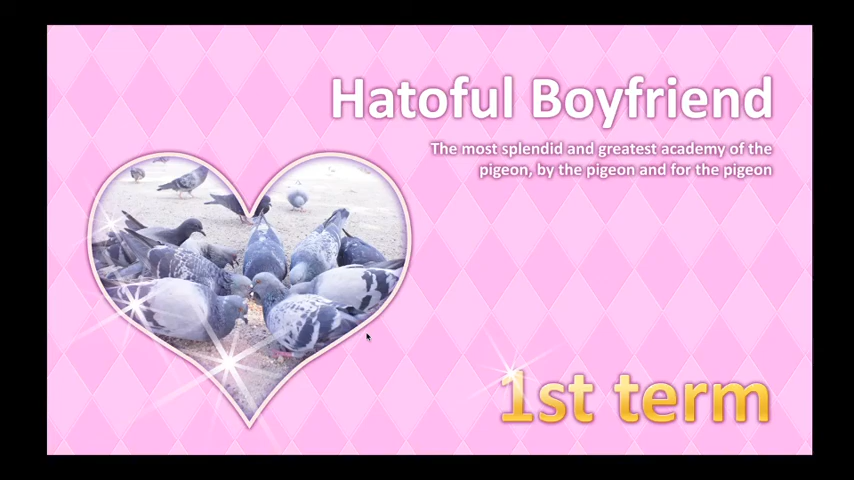 Hatoful Boyfriend
The most splendid and greatest academy of the
pigeon, by the pigeon and for the pigeon
1st term